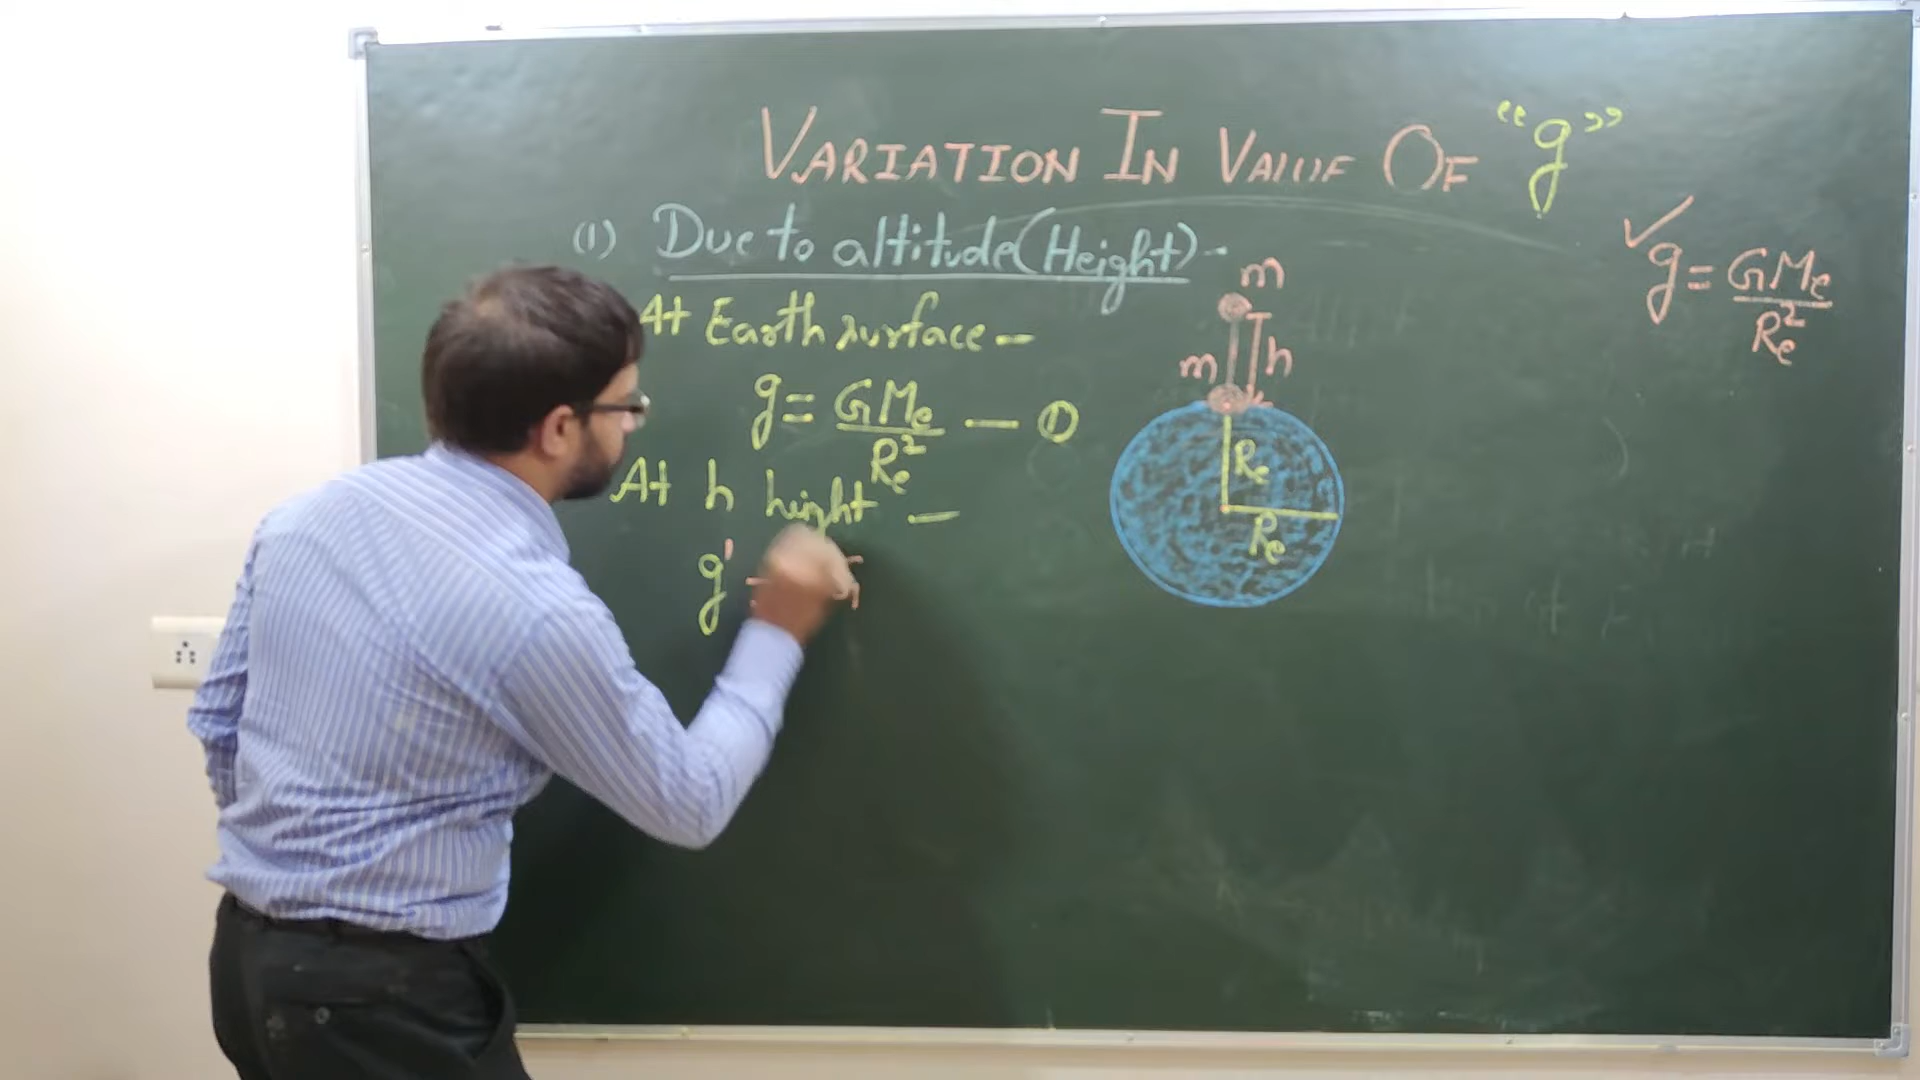 VARIATION IN VALUE OF "g"
(1) Due to altitude (Height) -
At Earth surface -
g = GMe/Re² — ①
At h height —
g'
m
m h
Re
Re
✓ g = GMe/Re²